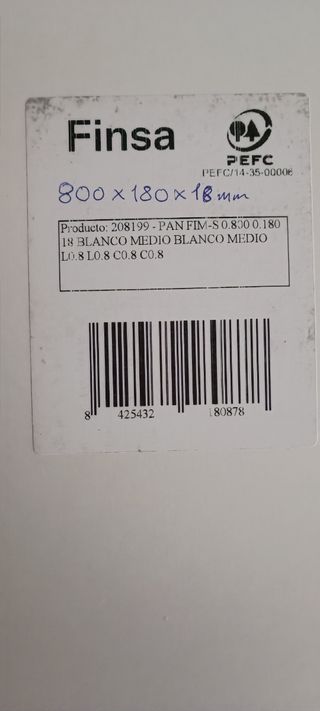 Finsa
PEFC
PEFC/14-35-00006
800 x 180 x 18 mm
Producto: 208199 - PAN FIM-S 0.800 0.180
18 BLANCO MEDIO BLANCO MEDIO
L0.8 L0.8 C0.8 C0.8
8 425432 180878